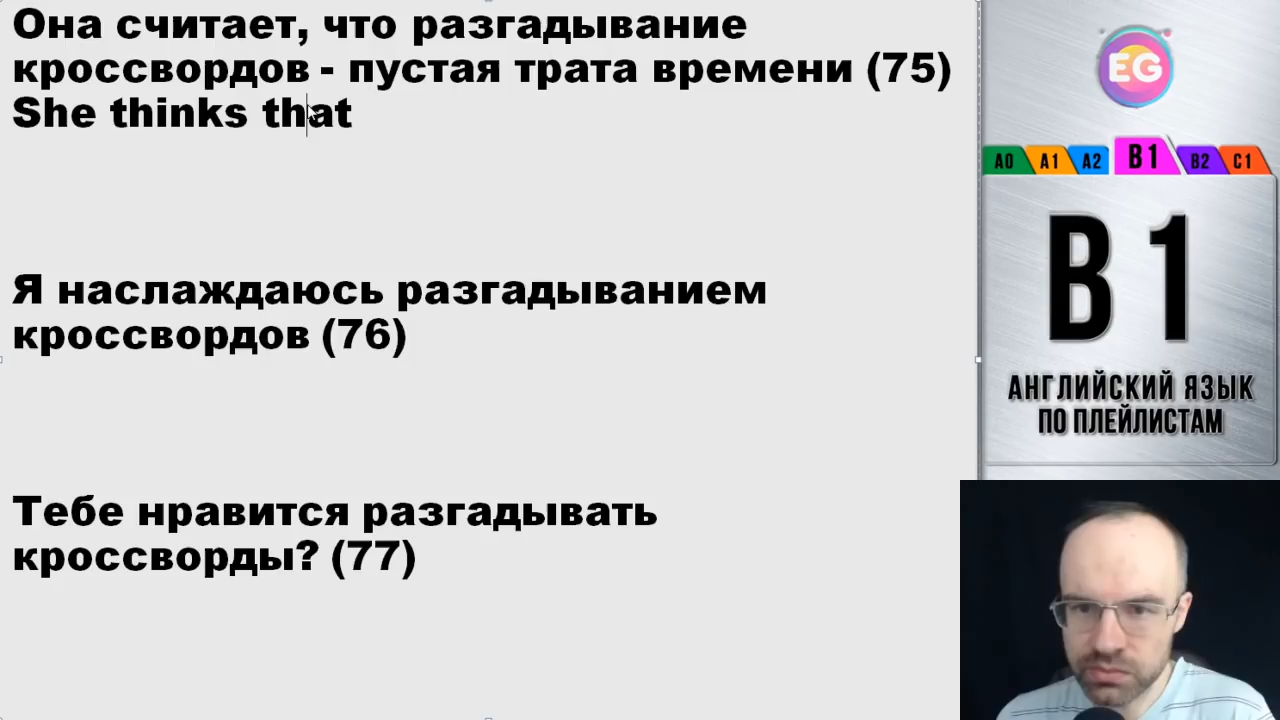 Она считает, что разгадывание
кроссвордов - пустая трата времени (75)
She thinks that
Я наслаждаюсь разгадыванием
кроссвордов (76)
Тебе нравится разгадывать
кроссворды? (77)
EG
A0 A1 A2 B1 B2 C1
B1
АНГЛИЙСКИЙ ЯЗЫК
ПО ПЛЕЙЛИСТАМ